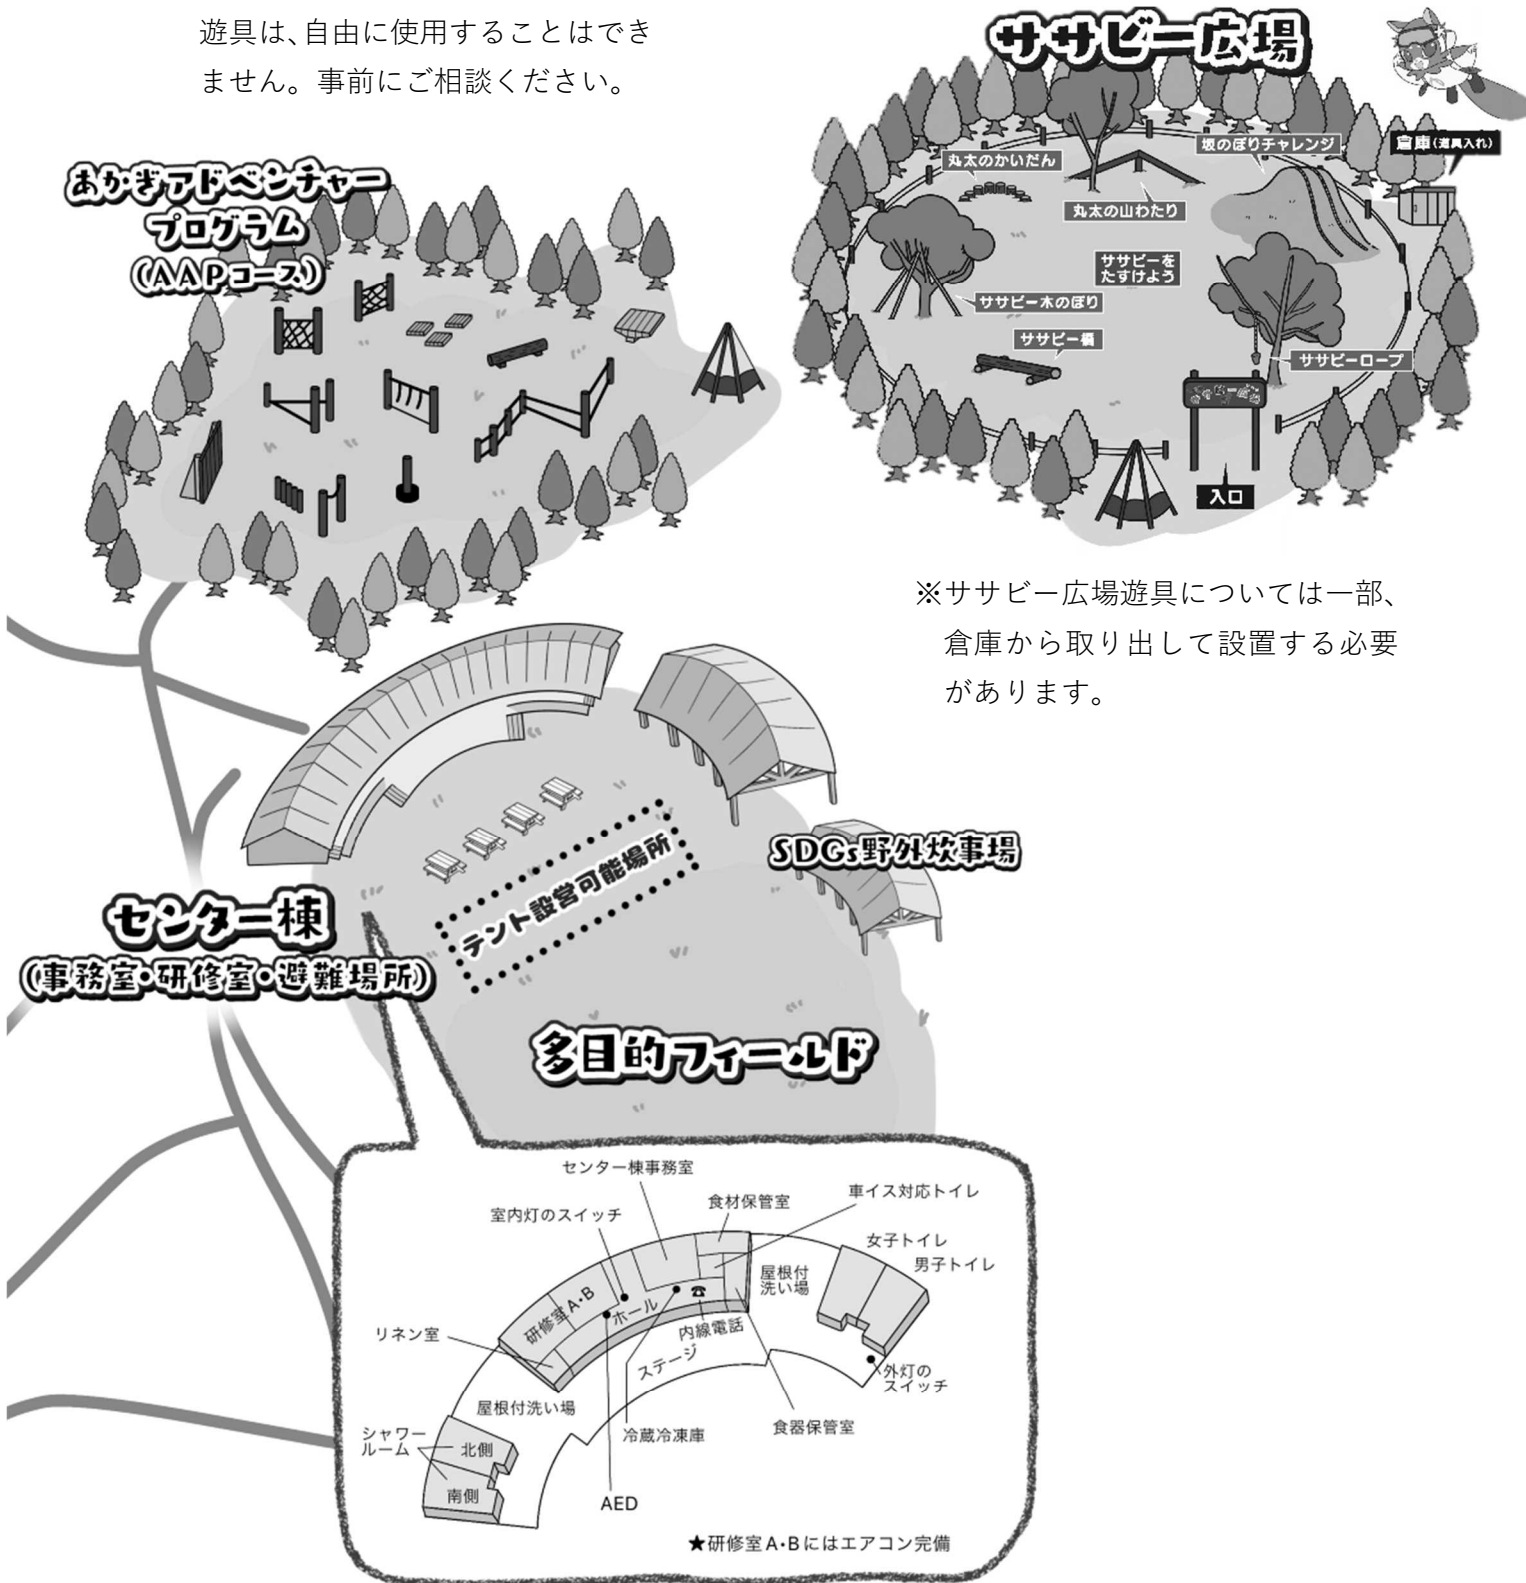 遊具は、自由に使用することはでき
ません。事前にご相談ください。
ササビー広場
あかぎアドベンチャー
プログラム
(AAPコース)
丸太のかいだん
坂のぼりチャレンジ
倉庫(道具入れ)
丸太の山わたり
ササビーを
たすけよう
ササビー木のぼり
ササビー橋
ササビーロープ
入口
※ササビー広場遊具については一部、
倉庫から取り出して設置する必要
があります。
テント設営可能場所
SDGs野外炊事場
センター棟
(事務室・研修室・避難場所)
多目的フィールド
センター棟事務室
食材保管室
車イス対応トイレ
室内灯のスイッチ
女子トイレ
男子トイレ
屋根付
洗い場
研修室A・B
ホール
内線電話
リネン室
ステージ
外灯の
スイッチ
屋根付洗い場
冷蔵冷凍庫
食器保管室
シャワー
ルーム
北側
南側
AED
★研修室A・Bにはエアコン完備